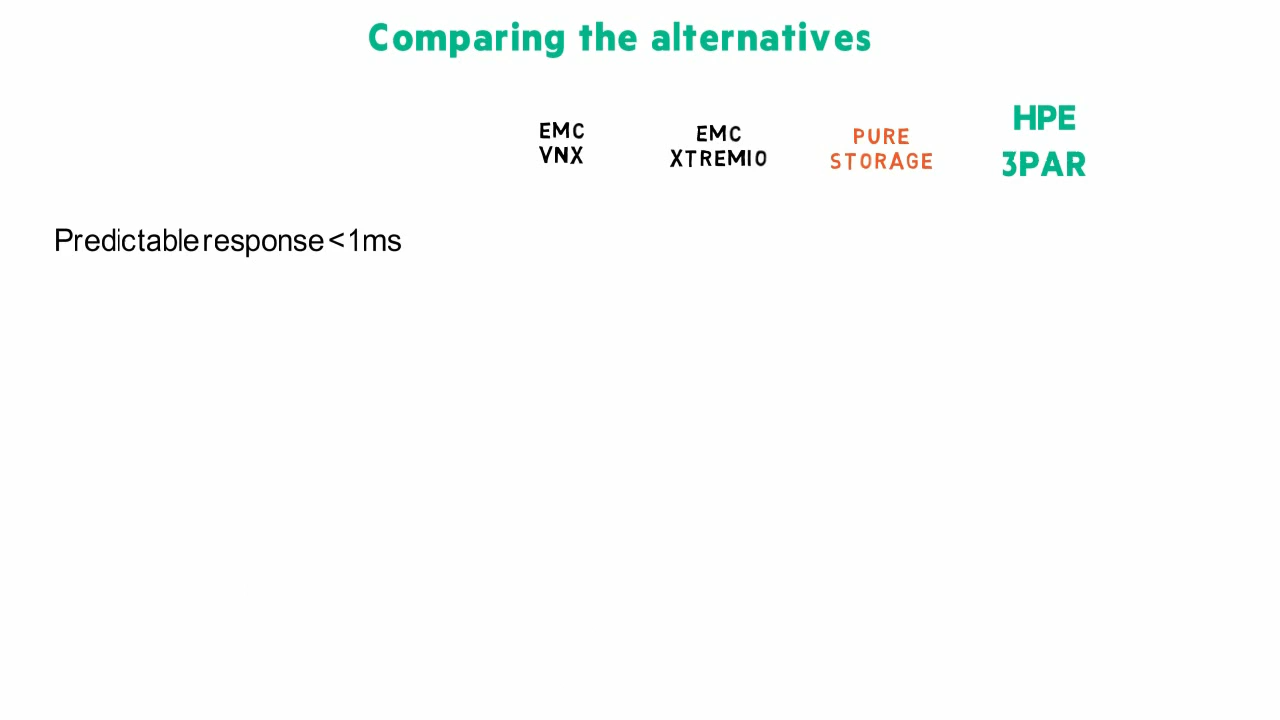 Comparing the alternatives
EMC
VNX
EMC
XTREMIO
PURE
STORAGE
HPE
3PAR
Predictable response <1ms